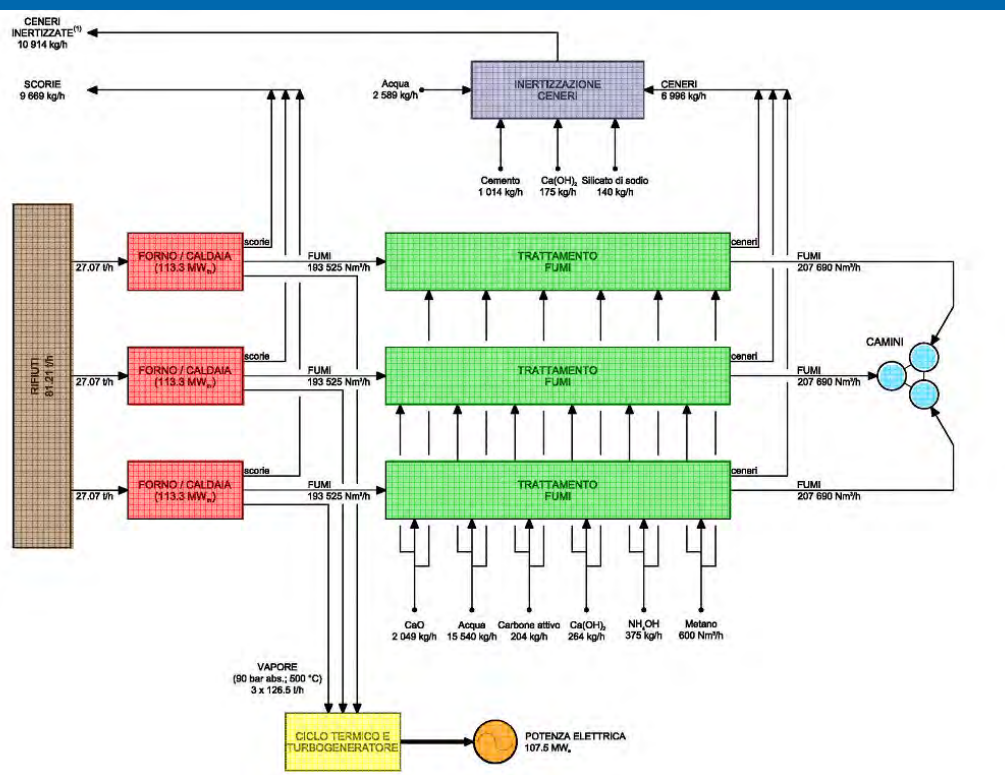 CENERI
INERTIZZATE(1)
10 914 kg/h
SCORIE
9 669 kg/h
Acqua
2 589 kg/h
INERTIZZAZIONE
CENERI
CENERI
6 996 kg/h
Cemento
1 014 kg/h
Ca(OH)₂
175 kg/h
Silicato di sodio
140 kg/h
RIFIUTI
81.21 t/h
27.07 t/h
FORNO / CALDAIA
(113.3 MWth)
scorie
FUMI
193 525 Nm³/h
TRATTAMENTO
FUMI
ceneri
FUMI
207 690 Nm³/h
27.07 t/h
FORNO / CALDAIA
(113.3 MWth)
scorie
FUMI
193 525 Nm³/h
TRATTAMENTO
FUMI
ceneri
FUMI
207 690 Nm³/h
CAMINI
27.07 t/h
FORNO / CALDAIA
(113.3 MWth)
scorie
FUMI
193 525 Nm³/h
TRATTAMENTO
FUMI
ceneri
FUMI
207 690 Nm³/h
CaO
2 049 kg/h
Acqua
15 540 kg/h
Carbone attivo
204 kg/h
Ca(OH)₂
264 kg/h
NH₄OH
375 kg/h
Metano
600 Nm³/h
VAPORE
(90 bar abs.; 500 °C)
3 x 126.5 t/h
CICLO TERMICO E
TURBOGENERATORE
POTENZA ELETTRICA
107.5 MWe